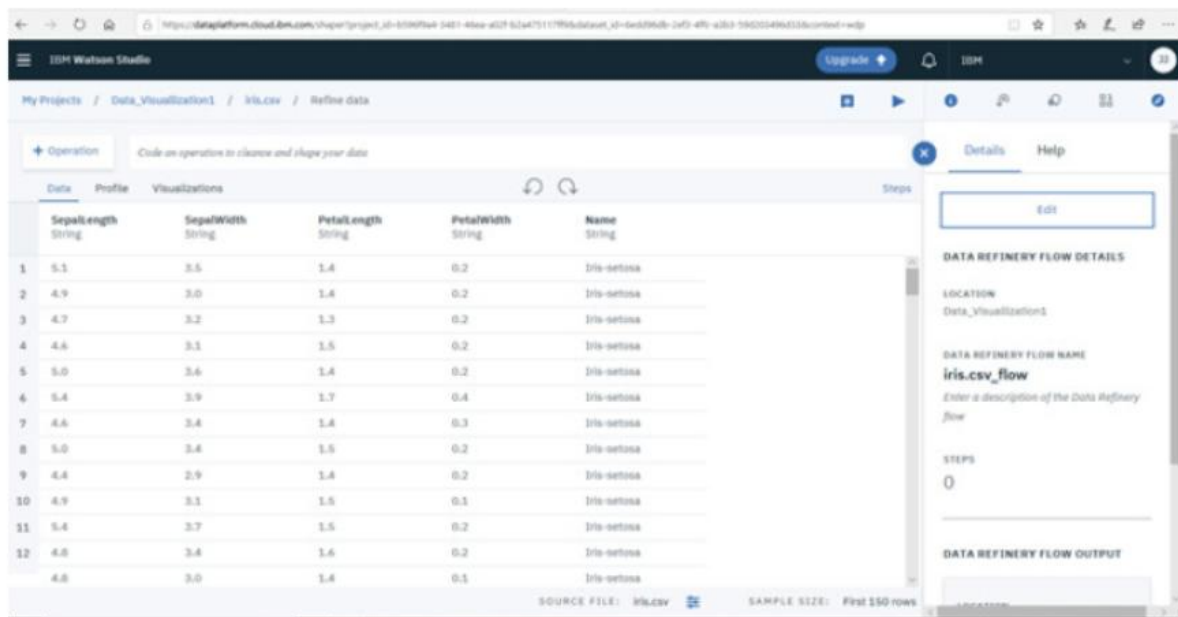 IBM Watson Studio
Upgrade
IBM
My Projects / Data_Visuallization1 / iris.csv / Refine data
+ Operation
Code an operation to cleanse and shape your data
Details
Help
Data
Profile
Visualizations
Steps
Edit
SepalLength SepalWidth PetalLength PetalWidth Name
String String String String String
1 5.1 3.5 1.4 0.2 Iris-setosa
2 4.9 3.0 1.4 0.2 Iris-setosa
3 4.7 3.2 1.3 0.2 Iris-setosa
4 4.6 3.1 1.5 0.2 Iris-setosa
5 5.0 3.6 1.4 0.2 Iris-setosa
6 5.4 3.9 1.7 0.4 Iris-setosa
7 4.6 3.4 1.4 0.3 Iris-setosa
8 5.0 3.4 1.5 0.2 Iris-setosa
9 4.4 2.9 1.4 0.2 Iris-setosa
10 4.9 3.1 1.5 0.1 Iris-setosa
11 5.4 3.7 1.5 0.2 Iris-setosa
12 4.8 3.4 1.6 0.2 Iris-setosa
4.8 3.0 1.4 0.1 Iris-setosa
SOURCE FILE: iris.csv
SAMPLE SIZE: First 150 rows
DATA REFINERY FLOW DETAILS
LOCATION
Data_Visuallization1
DATA REFINERY FLOW NAME
iris.csv_flow
Enter a description of the Data Refinery
flow
STEPS
0
DATA REFINERY FLOW OUTPUT
LOCATION